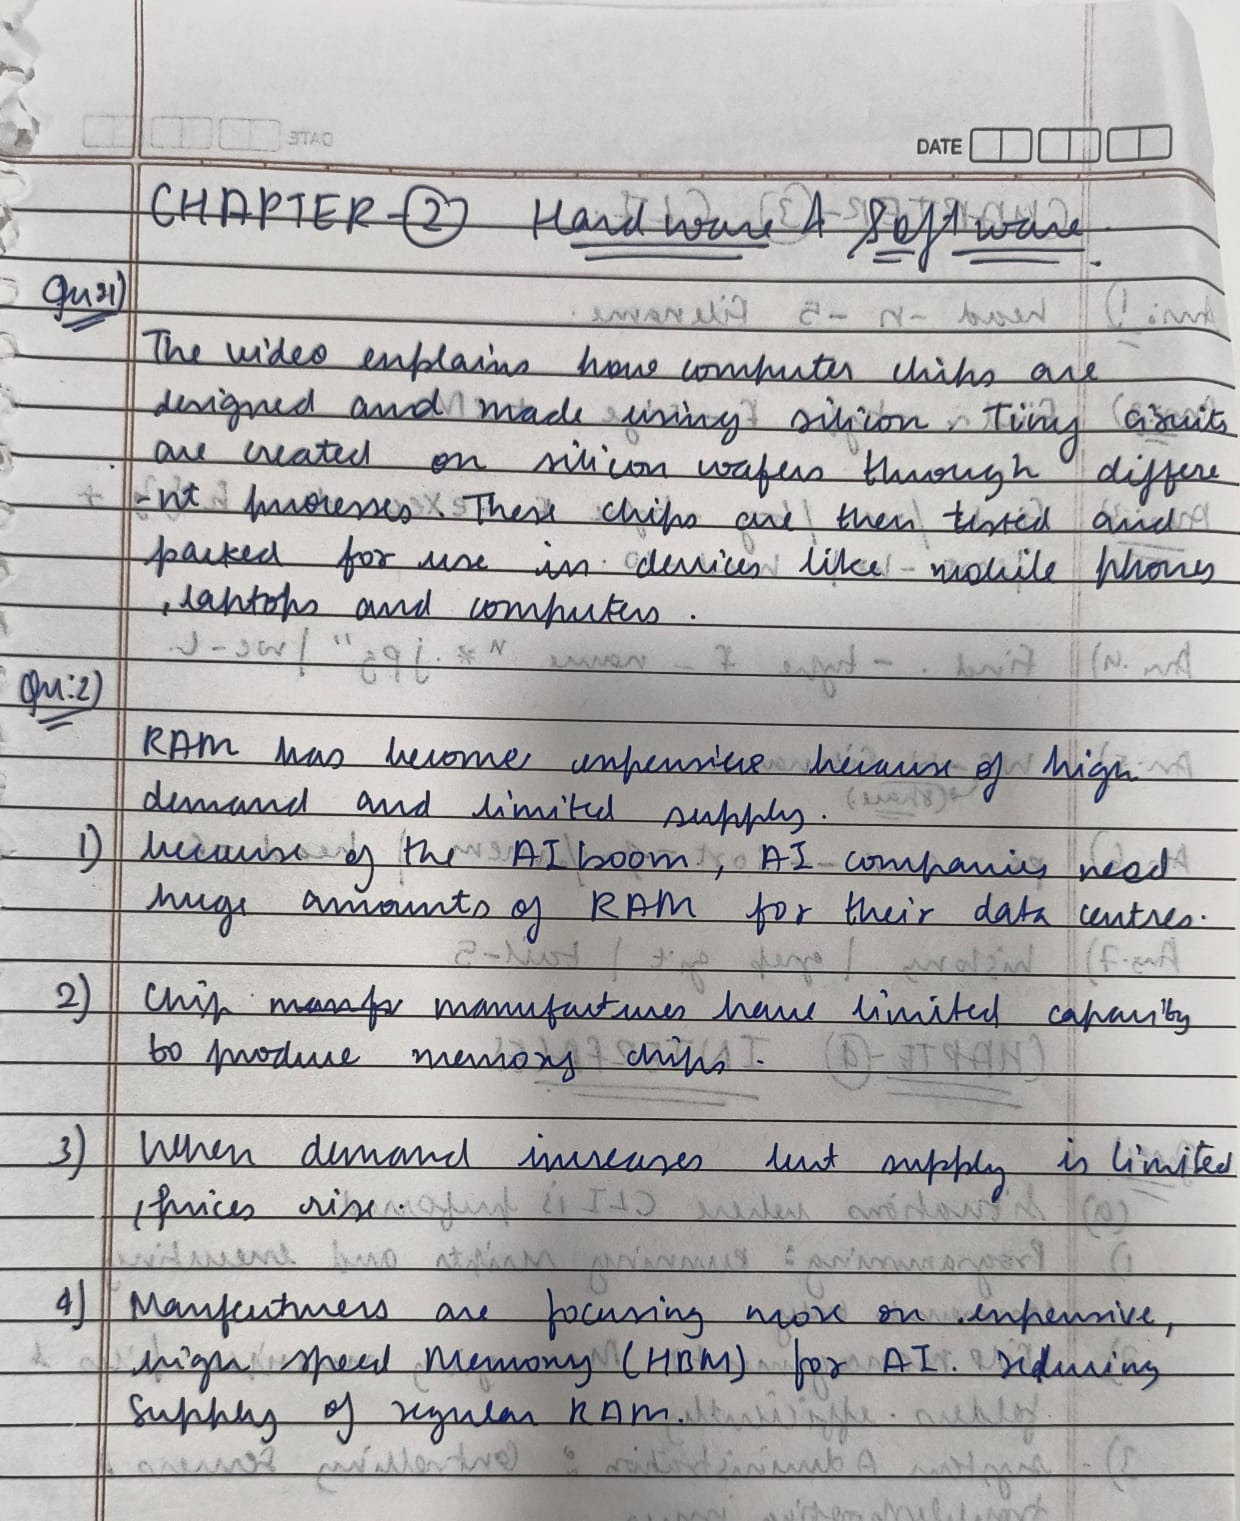 DATE
CHAPTER-② Hardware & Software.
Qu:1)
The video explains how computer chips are
designed and made using silicon. Tiny circuits
are created on silicon wafers through differe
-nt processes. These chips are then tested and
packed for use in devices like mobile phones
, laptops and computers.
Qu:2)
RAM has become expensive because of high
demand and limited supply.
1) because of the AI boom, AI companies need
huge amounts of RAM for their data centres.
2) Chip manufactures have limited capacity
to produce memory chips.
3) When demand increases but supply is limited
, prices rise.
4) Manfcutureres are focusing more on expensive,
high speed Memory (HBM) for AI. reducing
Supply of regular RAM.